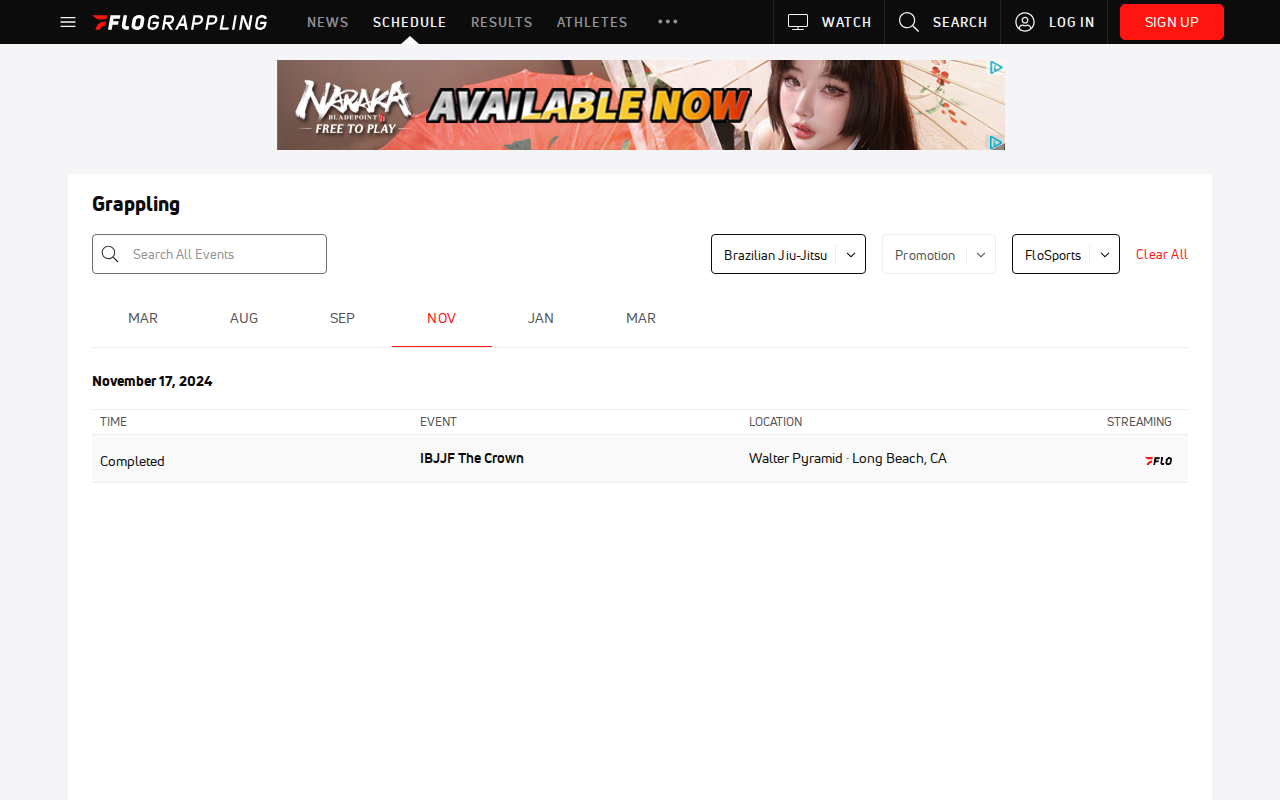 FLOGRAPPLING NEWS SCHEDULE RESULTS ATHLETES WATCH SEARCH LOG IN SIGN UP
NARAKA
BLADEPOINT
FREE TO PLAY
AVAILABLE NOW
Grappling
Search All Events Brazilian Jiu-Jitsu Promotion FloSports Clear All
MAR AUG SEP NOV JAN MAR
November 17, 2024
TIME EVENT LOCATION STREAMING
Completed IBJJF The Crown Walter Pyramid · Long Beach, CA FLO